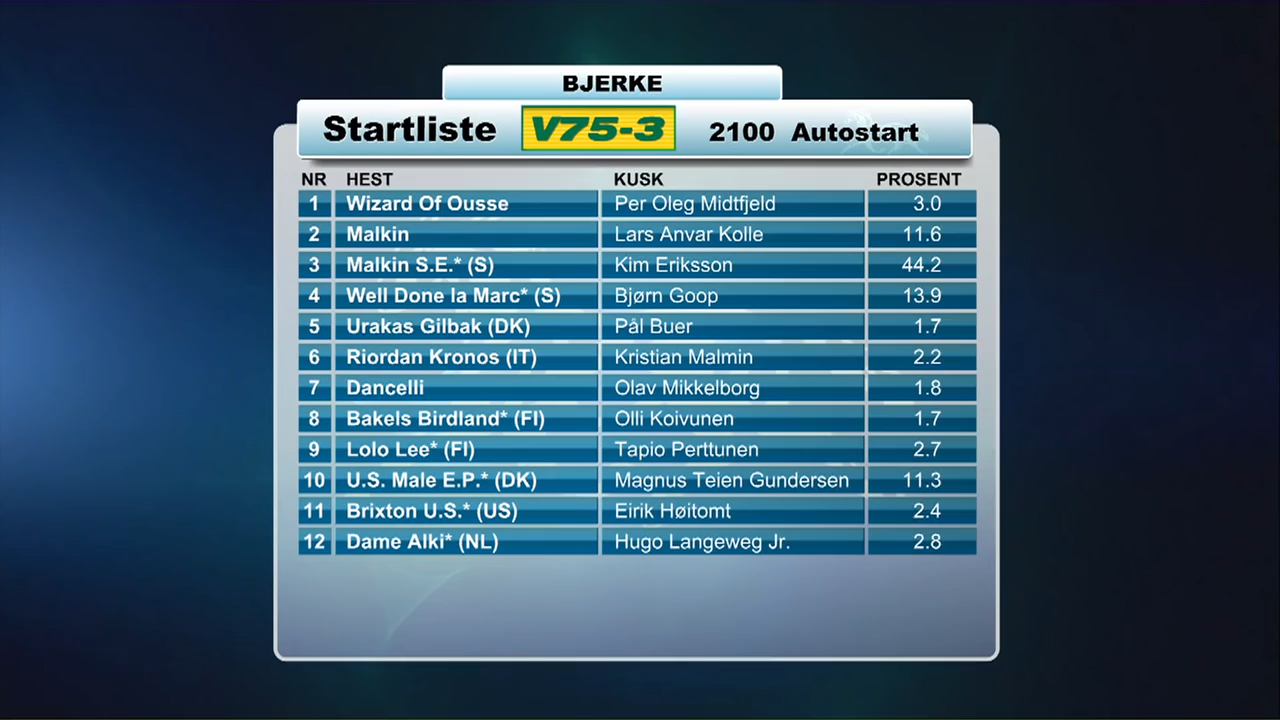 BJERKE
Startliste V75-3 2100 Autostart
NR HEST KUSK PROSENT
1 Wizard Of Ousse Per Oleg Midtfjeld 3.0
2 Malkin Lars Anvar Kolle 11.6
3 Malkin S.E.* (S) Kim Eriksson 44.2
4 Well Done la Marc* (S) Bjørn Goop 13.9
5 Urakas Gilbak (DK) Pål Buer 1.7
6 Riordan Kronos (IT) Kristian Malmin 2.2
7 Dancelli Olav Mikkelborg 1.8
8 Bakels Birdland* (FI) Olli Koivunen 1.7
9 Lolo Lee* (FI) Tapio Perttunen 2.7
10 U.S. Male E.P.* (DK) Magnus Teien Gundersen 11.3
11 Brixton U.S.* (US) Eirik Høitomt 2.4
12 Dame Alki* (NL) Hugo Langeweg Jr. 2.8